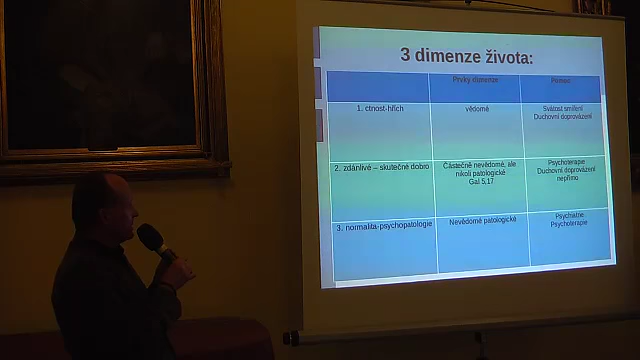 3 dimenze života:
Prvky dimenze
Pomoc
1. ctnost-hřích
vědomě
Svátost smíření
Duchovní doprovázení
2. zdánlivé – skutečné dobro
Částečně nevědomé, ale
nikoli patologické
Gal 5,17
Psychoterapie
Duchovní doprovázení
nepřímo
3. normalita-psychopatologie
Nevědomě patologické
Psychiatrie
Psychoterapie